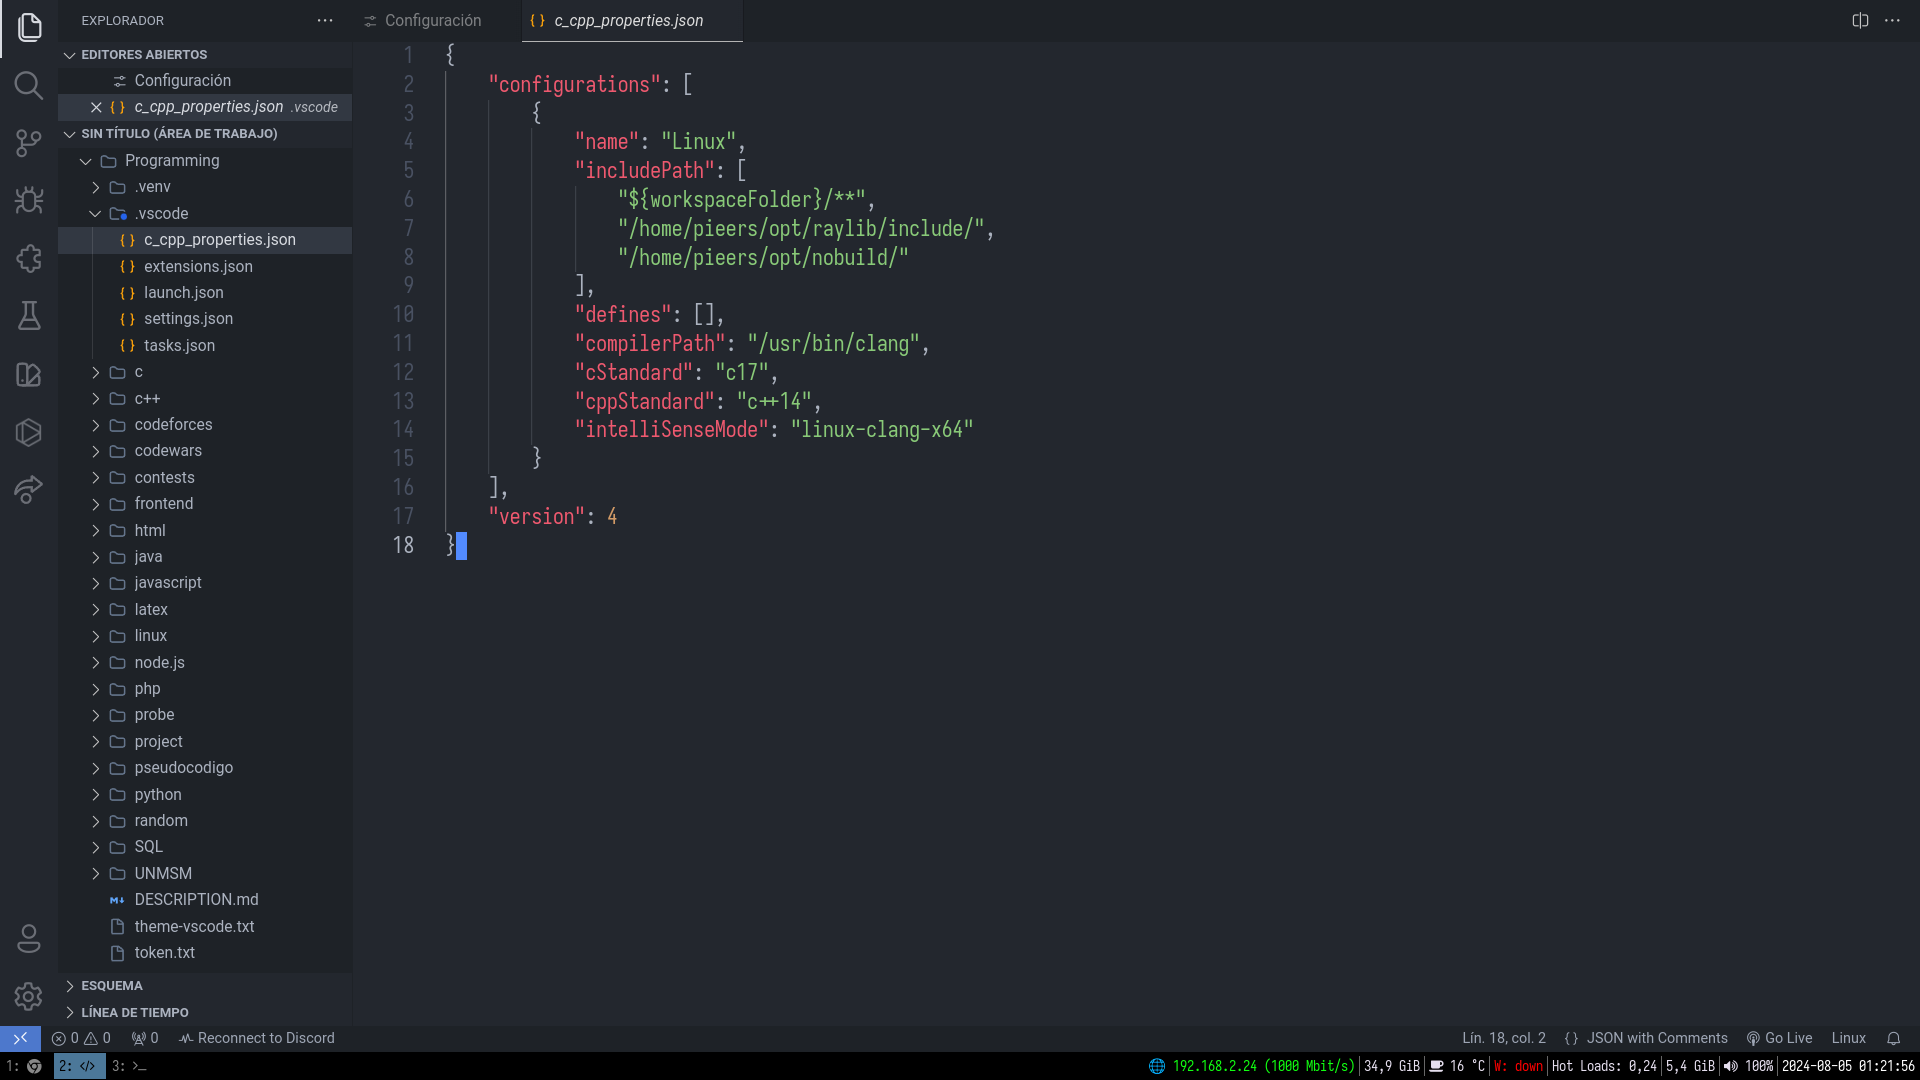 EXPLORADOR
Configuración
c_cpp_properties.json
EDITORES ABIERTOS
Configuración
c_cpp_properties.json .vscode
SIN TÍTULO (ÁREA DE TRABAJO)
Programming
.venv
.vscode
c_cpp_properties.json
extensions.json
launch.json
settings.json
tasks.json
c
c++
codeforces
codewars
contests
frontend
html
java
javascript
latex
linux
node.js
php
probe
project
pseudocodigo
python
random
SQL
UNMSM
DESCRIPTION.md
theme-vscode.txt
token.txt
ESQUEMA
LÍNEA DE TIEMPO
1 {
2 "configurations": [
3 {
4 "name": "Linux",
5 "includePath": [
6 "${workspaceFolder}/**",
7 "/home/pieers/opt/raylib/include/",
8 "/home/pieers/opt/nobuild/"
9 ],
10 "defines": [],
11 "compilerPath": "/usr/bin/clang",
12 "cStandard": "c17",
13 "cppStandard": "c++14",
14 "intelliSenseMode": "linux-clang-x64"
15 }
16 ],
17 "version": 4
18 }
0 0 0 Reconnect to Discord
Lín. 18, col. 2 {} JSON with Comments Go Live Linux
1: 2: </> 3: >_
192.168.2.24 (1000 Mbit/s) | 34,9 GiB | 16 °C | W: down | Hot Loads: 0,24 | 5,4 GiB | 100% | 2024-08-05 01:21:56